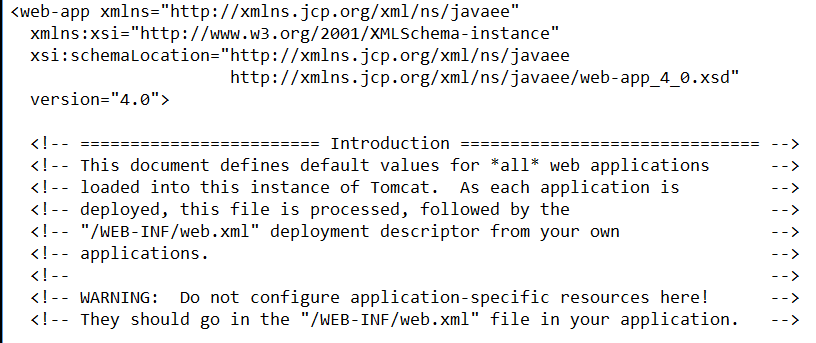 <web-app xmlns="http://xmlns.jcp.org/xml/ns/javaee"
  xmlns:xsi="http://www.w3.org/2001/XMLSchema-instance"
  xsi:schemaLocation="http://xmlns.jcp.org/xml/ns/javaee
                      http://xmlns.jcp.org/xml/ns/javaee/web-app_4_0.xsd"
  version="4.0">

  <!-- ======================== Introduction ============================== -->
  <!-- This document defines default values for *all* web applications      -->
  <!-- loaded into this instance of Tomcat.  As each application is         -->
  <!-- deployed, this file is processed, followed by the                    -->
  <!-- "/WEB-INF/web.xml" deployment descriptor from your own               -->
  <!-- applications.                                                        -->
  <!--                                                                      -->
  <!-- WARNING:  Do not configure application-specific resources here!      -->
  <!-- They should go in the "/WEB-INF/web.xml" file in your application.   -->